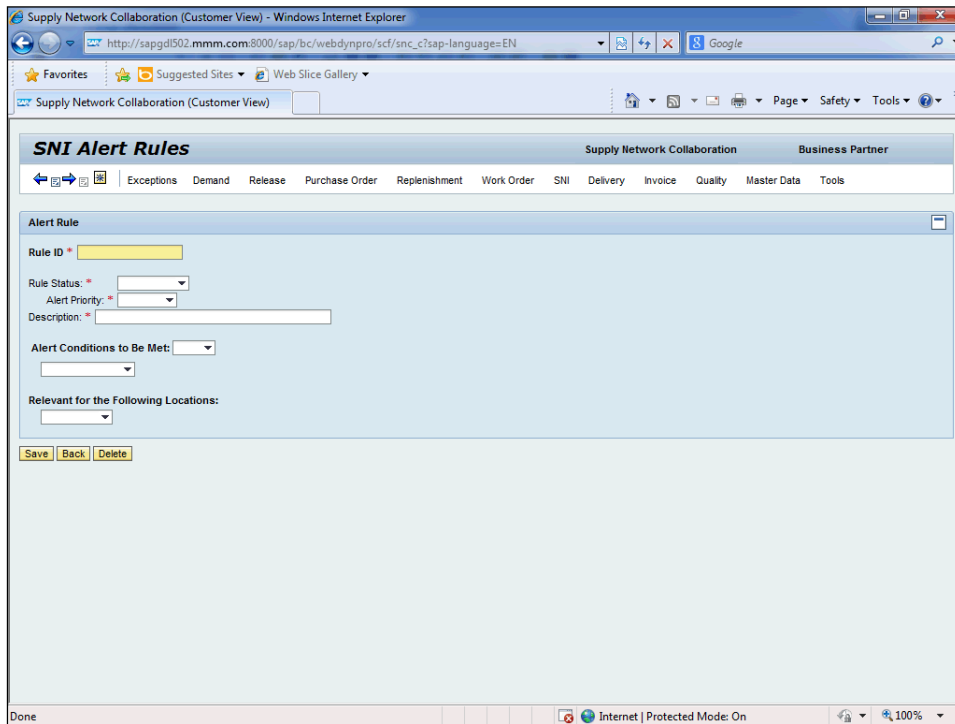 Supply Network Collaboration (Customer View) - Windows Internet Explorer
http://sapgdl502.mmm.com:8000/sap/bc/webdynpro/scf/snc_c?sap-language=EN
Google
Favorites Suggested Sites Web Slice Gallery
Supply Network Collaboration (Customer View)
Page Safety Tools
SNI Alert Rules Supply Network Collaboration Business Partner
Exceptions Demand Release Purchase Order Replenishment Work Order SNI Delivery Invoice Quality Master Data Tools
Alert Rule
Rule ID *
Rule Status: *
Alert Priority: *
Description: *
Alert Conditions to Be Met:
Relevant for the Following Locations:
Save Back Delete
Done Internet | Protected Mode: On 100%